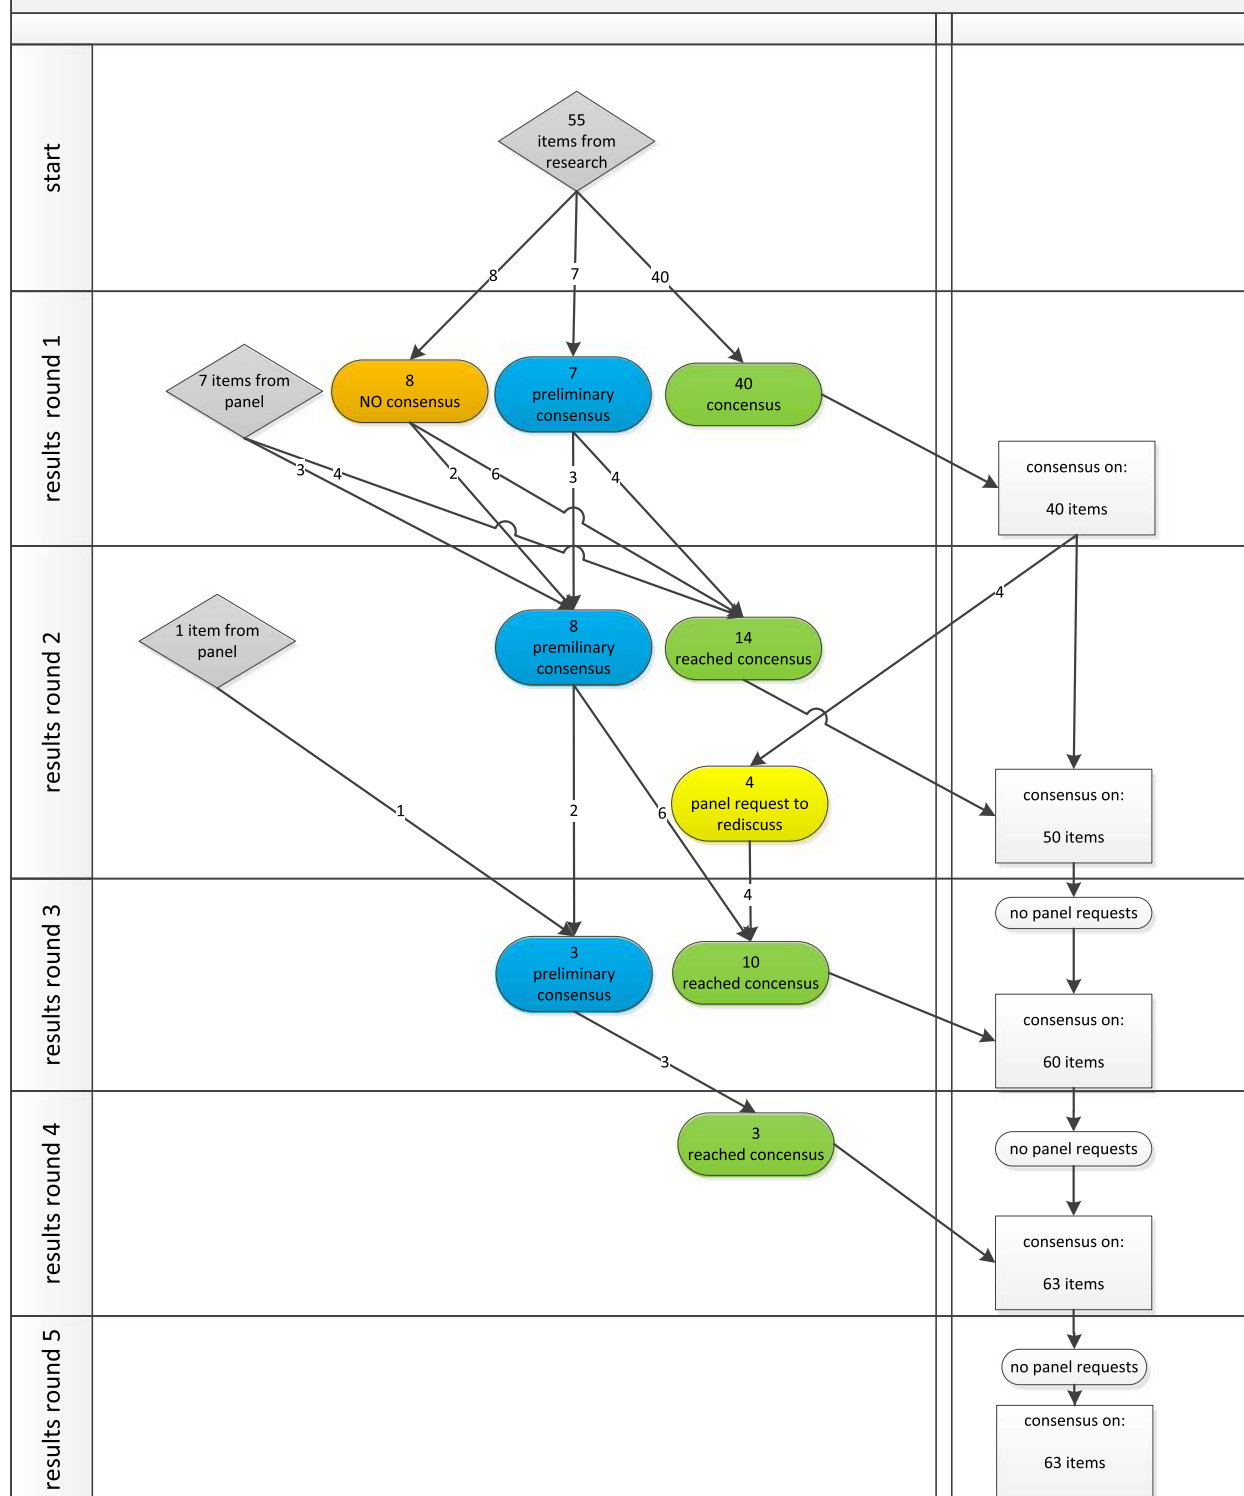 start
55
items from
research
8
7
40
results round 1
7 items from
panel
8
NO consensus
7
preliminary
consensus
40
concensus
consensus on:
40 items
3
4
2
6
3
4
results round 2
1 item from
panel
8
premilinary
consensus
14
reached concensus
4
4
panel request to
rediscuss
consensus on:
50 items
1
2
6
4
results round 3
no panel requests
3
preliminary
consensus
10
reached concensus
consensus on:
60 items
3
results round 4
3
reached concensus
no panel requests
consensus on:
63 items
results round 5
no panel requests
consensus on:
63 items